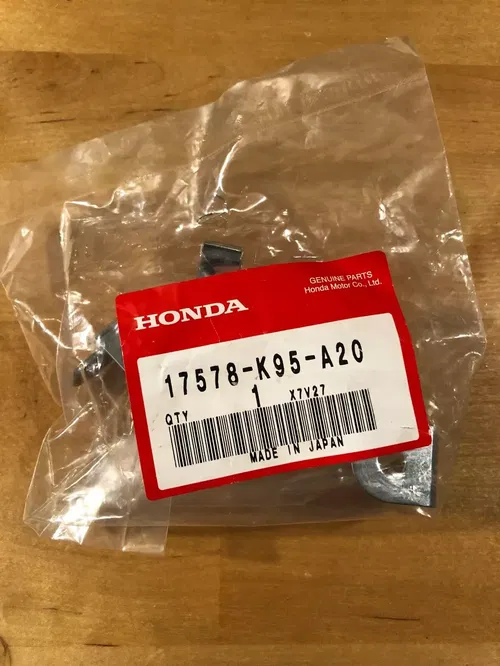 GENUINE PARTS
Honda Motor Co., Ltd.
HONDA
17578-K95-A20
QTY 1 X7V27
MADE IN JAPAN